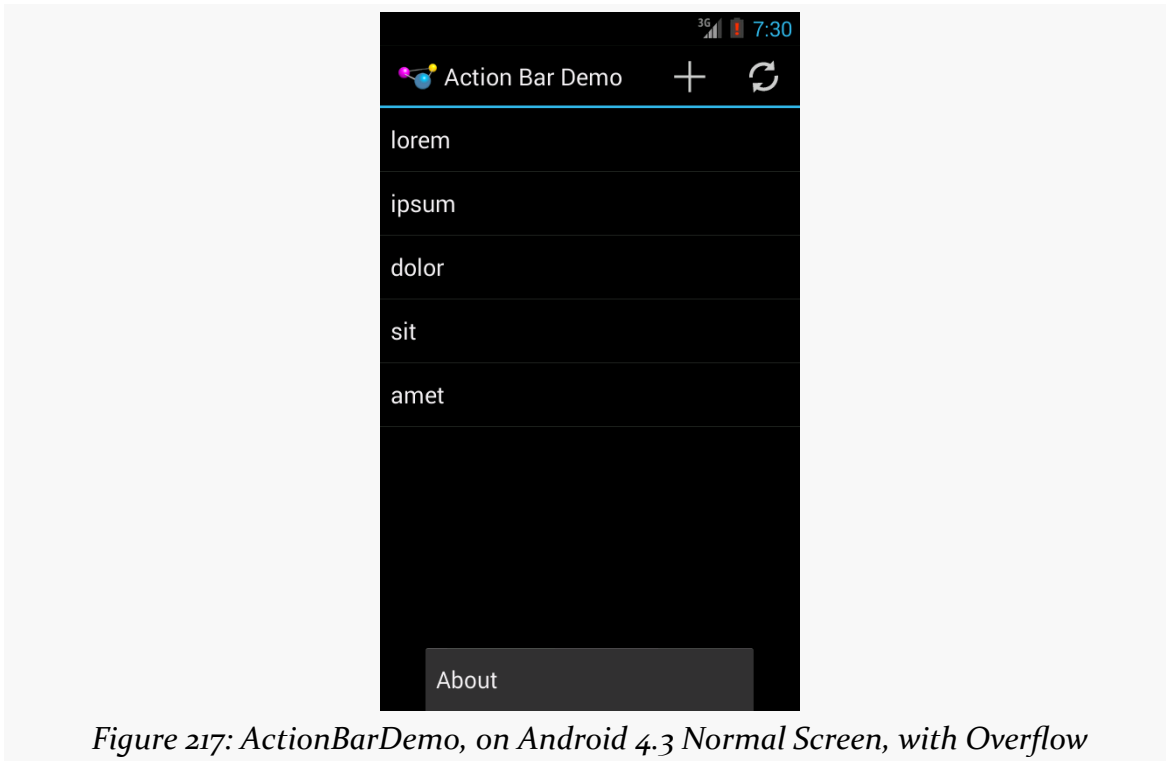 3G 7:30
Action Bar Demo
lorem
ipsum
dolor
sit
amet
About
Figure 217: ActionBarDemo, on Android 4.3 Normal Screen, with Overflow